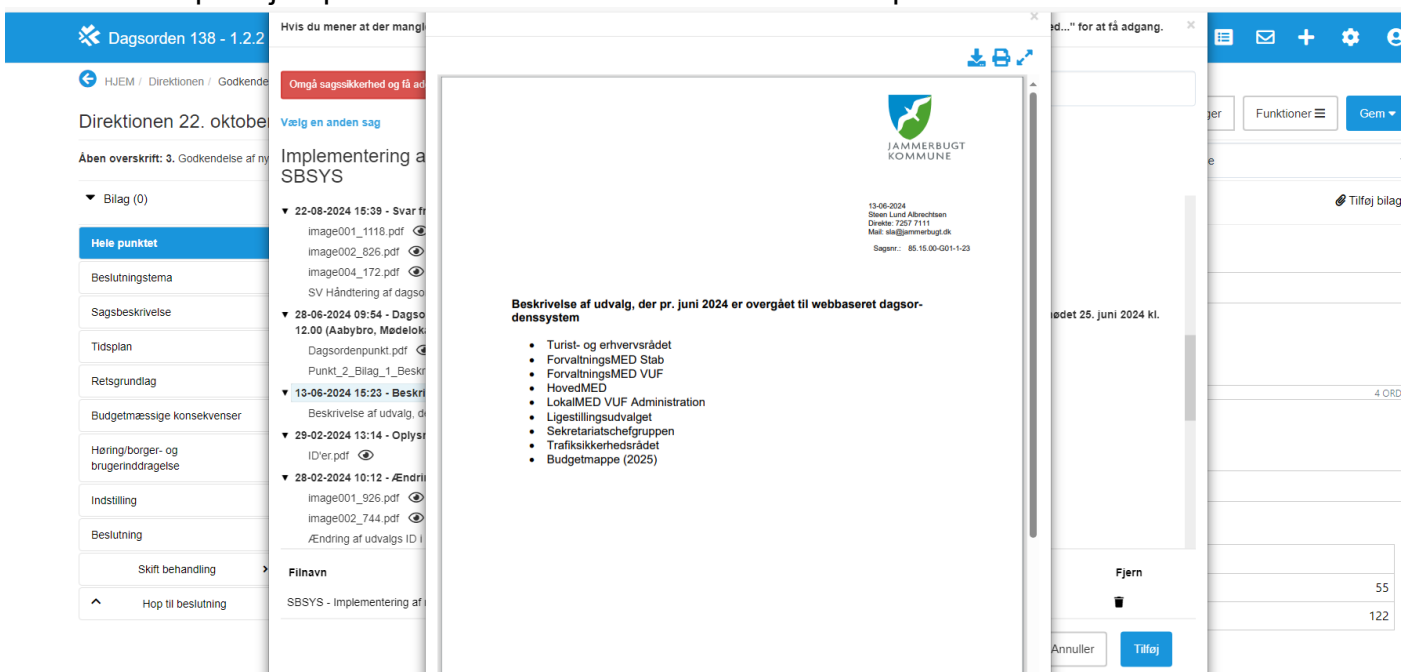 Dagsorden 138 - 1.2.2
HJEM / Direktionen / Godkende
Direktionen 22. oktober
Åben overskrift: 3. Godkendelse af ny
Bilag (0)
Hele punktet
Beslutningstema
Sagsbeskrivelse
Tidsplan
Retsgrundlag
Budgetmæssige konsekvenser
Høring/borger- og
brugerinddragelse
Indstilling
Beslutning
Skift behandling
Hop til beslutning
Hvis du mener at der mangl
ed..." for at få adgang.
Omgå sagssikkerhed og få ad
Vælg en anden sag
Implementering a
SBSYS
22-08-2024 15:39 - Svar fr
image001_1118.pdf
image002_826.pdf
image004_172.pdf
SV Håndtering af dagso
28-06-2024 09:54 - Dagso
12.00 (Aabybro, Mødelok
ødet 25. juni 2024 kl.
Dagsordenpunkt.pdf
Punkt_2_Bilag_1_Beskr
13-06-2024 15:23 - Beskri
Beskrivelse af udvalg, de
29-02-2024 13:14 - Oplysn
ID'er.pdf
28-02-2024 10:12 - Ændri
image001_926.pdf
image002_744.pdf
Ændring af udvalgs ID i
Filnavn
Fjern
SBSYS - Implementering af
Annuller
Tilføj
JAMMERBUGT
KOMMUNE
13-06-2024
Steen Lund Albrechtsen
Direkte: 7257 7111
Mail: sla@jammerbugt.dk
Sagsnr.: 85.15.00-G01-1-23
Beskrivelse af udvalg, der pr. juni 2024 er overgået til webbaseret dagsor-
denssystem
• Turist- og erhvervsrådet
• ForvaltningsMED Stab
• ForvaltningsMED VUF
• HovedMED
• LokalMED VUF Administration
• Ligestillingsudvalget
• Sekretariatschefgruppen
• Trafiksikkerhedsrådet
• Budgetmappe (2025)
ger
Funktioner
Gem
e
Tilføj bilag
4 ORD
55
122